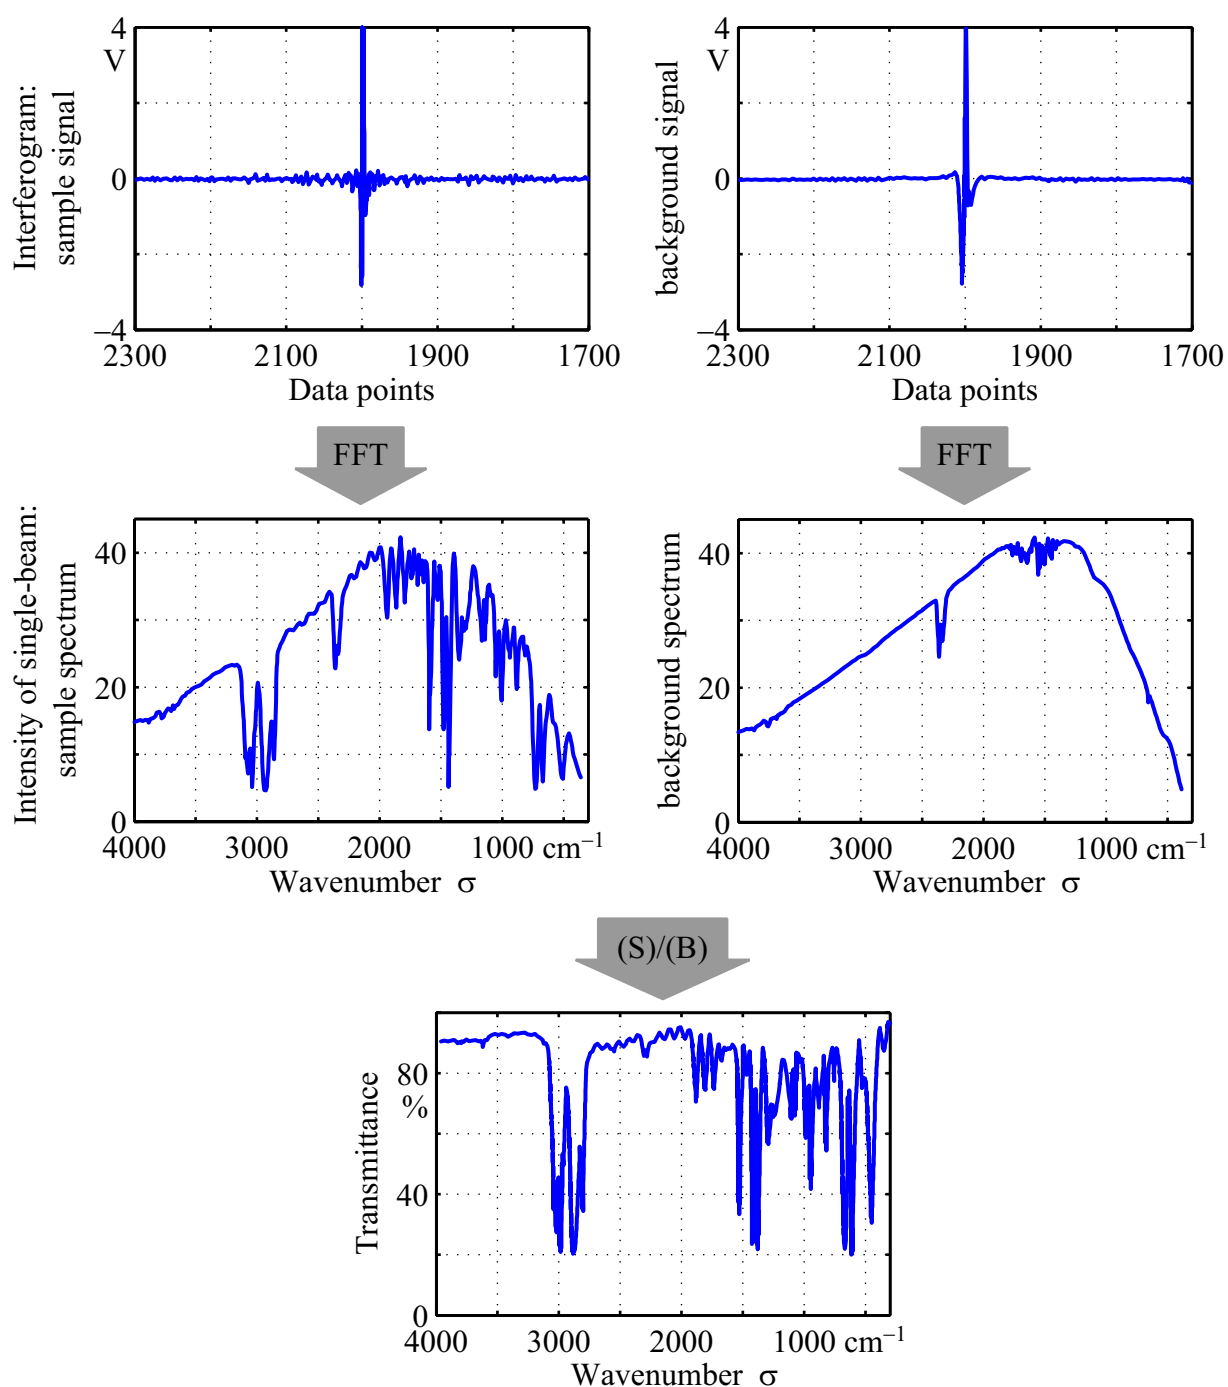 Interferogram:
sample signal
4
V
0
−4
2300 2100 1900 1700
Data points
background signal
4
V
0
−4
2300 2100 1900 1700
Data points
FFT
FFT
Intensity of single-beam:
sample spectrum
40
20
0
4000 3000 2000 1000 cm⁻¹
Wavenumber σ
background spectrum
40
20
0
4000 3000 2000 1000 cm⁻¹
Wavenumber σ
(S)/(B)
Transmittance
80
%
40
0
4000 3000 2000 1000 cm⁻¹
Wavenumber σ